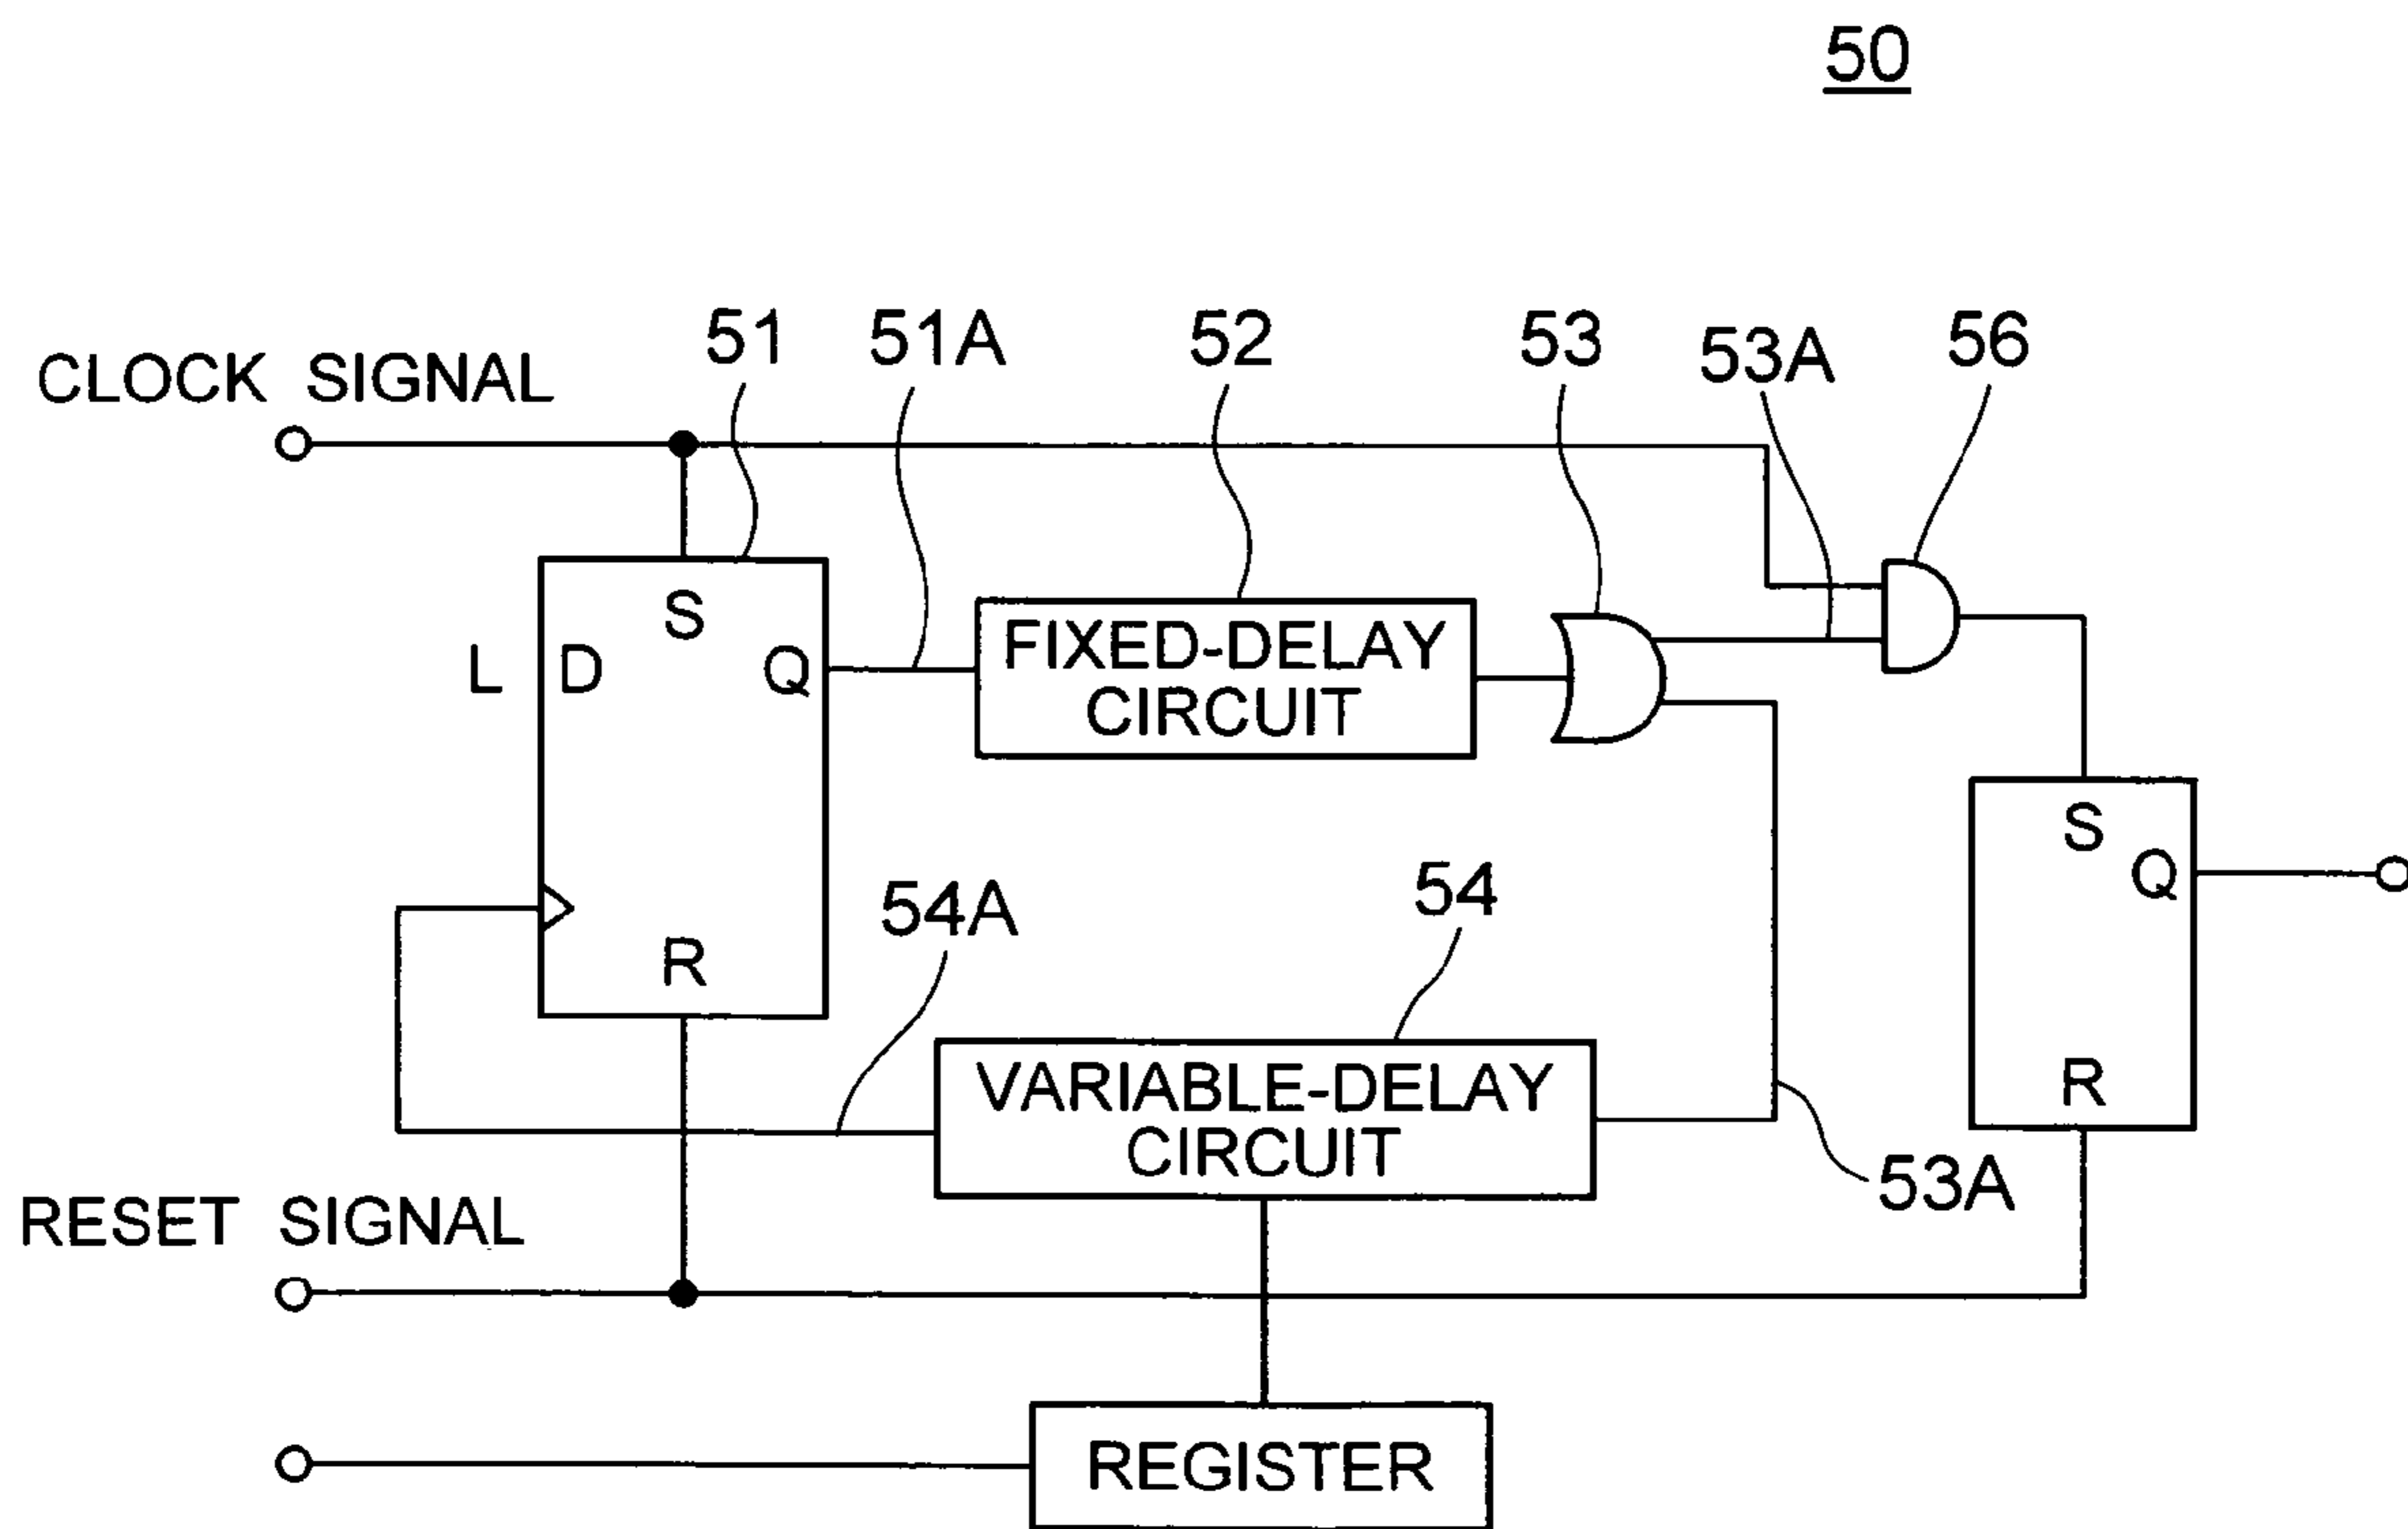 50
CLOCK SIGNAL
51
51A
52
53
53A
56
S
L
D
Q
FIXED-DELAY
CIRCUIT
S
Q
54A
54
R
VARIABLE-DELAY
CIRCUIT
R
53A
RESET SIGNAL
REGISTER